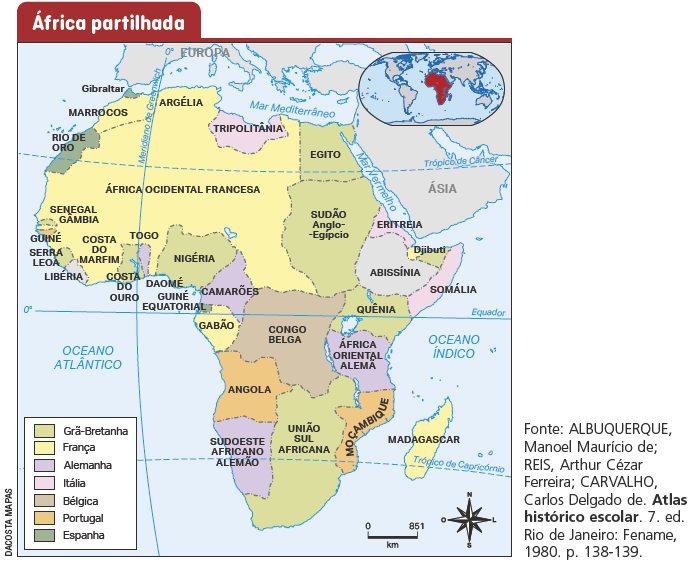 África partilhada
EUROPA
0°
Gibraltar
Meridiano de Greenwich
ARGÉLIA
MARROCOS
Mar Mediterrâneo
TRIPOLITÂNIA
RIO DE
ORO
EGITO
Mar Vermelho
Trópico de Câncer
ÁSIA
ÁFRICA OCIDENTAL FRANCESA
SENEGAL
GÂMBIA
SUDÃO
Anglo-
-Egípcio
ERITREIA
GUINÉ
COSTA
DO
MARFIM
TOGO
Djibuti
SERRA
LEOA
NIGÉRIA
ABISSÍNIA
LIBÉRIA
COSTA
DO
OURO
DAOMÉ
CAMARÕES
SOMÁLIA
GUINÉ
EQUATORIAL
QUÊNIA
0°
Equador
GABÃO
CONGO
BELGA
OCEANO
ATLÂNTICO
ÁFRICA
ORIENTAL
ALEMÃ
OCEANO
ÍNDICO
ANGOLA
MOÇAMBIQUE
SUDOESTE
AFRICANO
ALEMÃO
UNIÃO
SUL
AFRICANA
MADAGASCAR
Trópico de Capricórnio
Grã-Bretanha
França
Alemanha
Itália
Bélgica
Portugal
Espanha
N
O
L
S
0
851
km
DACOSTA MAPAS
Fonte: ALBUQUERQUE,
Manoel Maurício de;
REIS, Arthur Cézar
Ferreira; CARVALHO,
Carlos Delgado de. Atlas
histórico escolar. 7. ed.
Rio de Janeiro: Fename,
1980. p. 138-139.